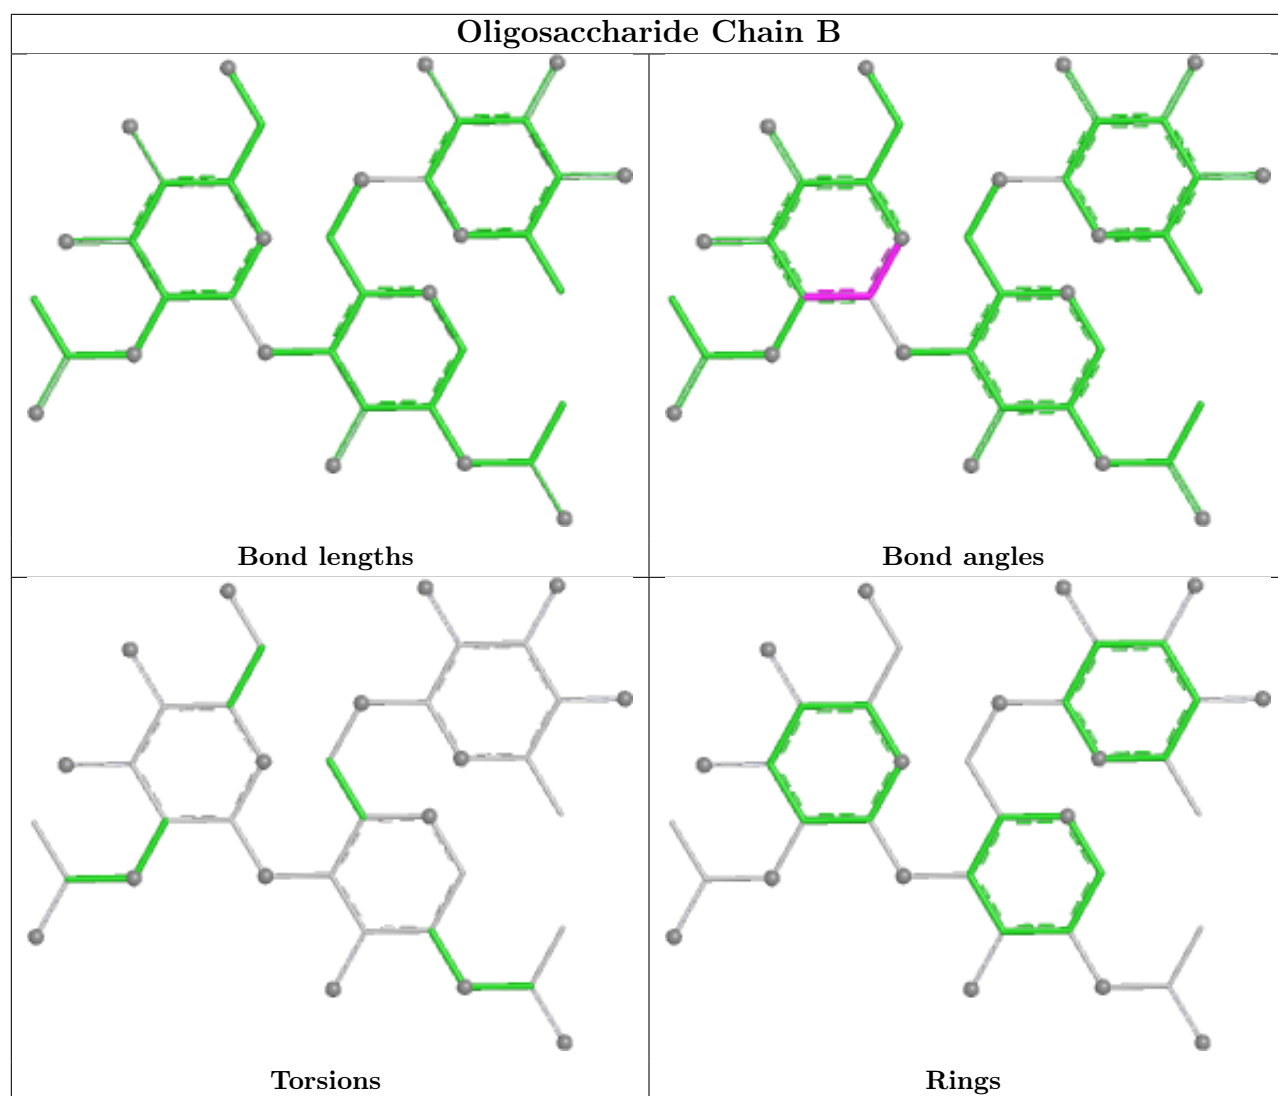 Oligosaccharide Chain B
Bond lengths
Bond angles
Torsions
Rings